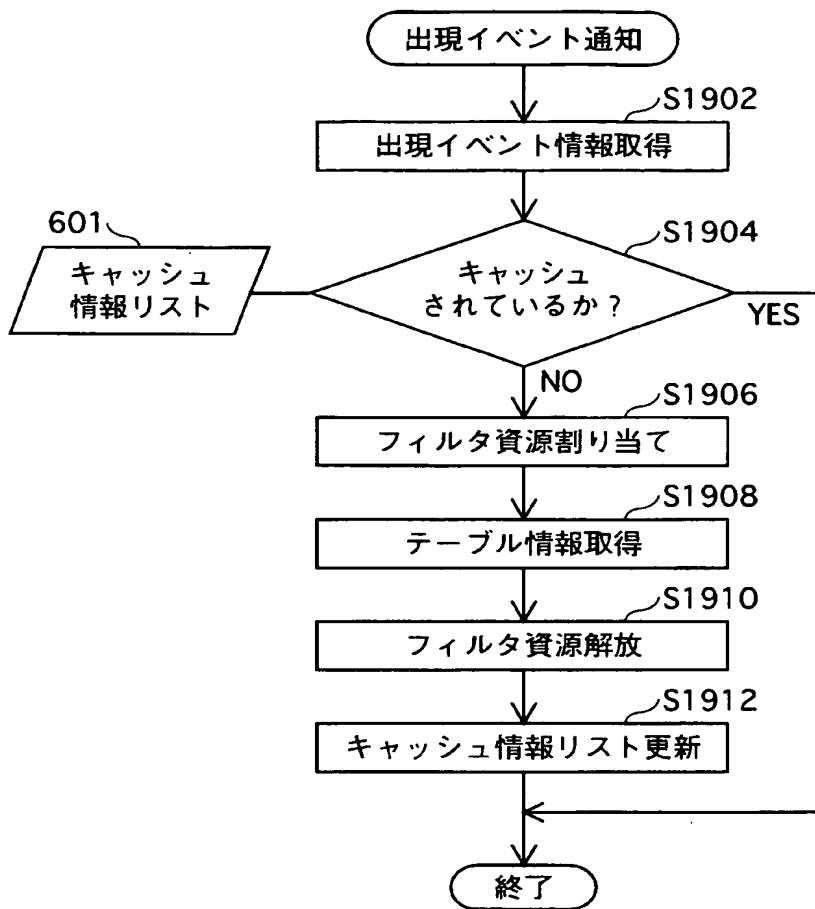 出現イベント通知
S1902
出現イベント情報取得
601
S1904
キャッシュ
情報リスト
キャッシュ
されているか?
YES
NO
S1906
フィルタ資源割り当て
S1908
テーブル情報取得
S1910
フィルタ資源解放
S1912
キャッシュ情報リスト更新
終了